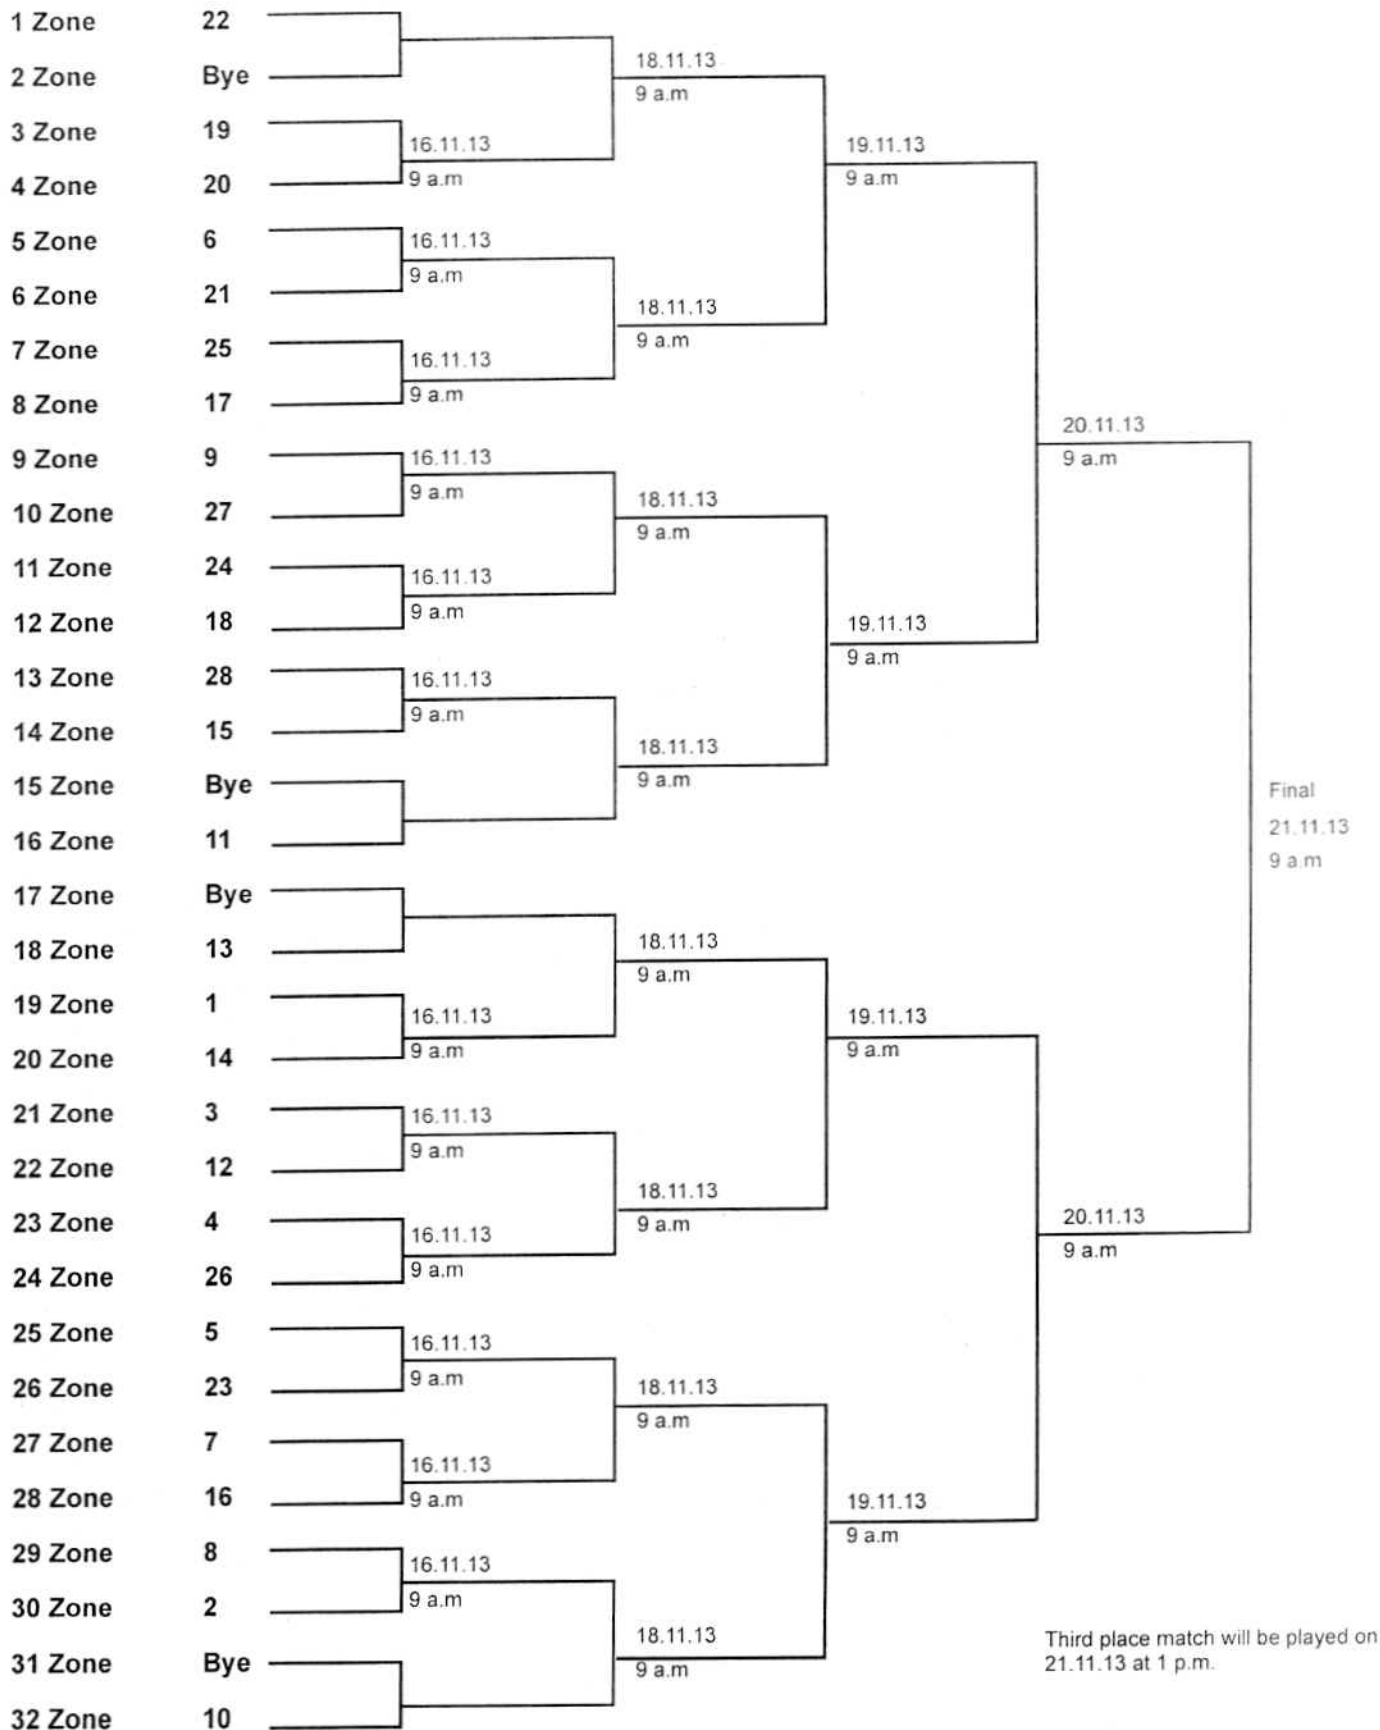 1 Zone 22
2 Zone Bye
3 Zone 19
4 Zone 20
5 Zone 6
6 Zone 21
7 Zone 25
8 Zone 17
9 Zone 9
10 Zone 27
11 Zone 24
12 Zone 18
13 Zone 28
14 Zone 15
15 Zone Bye
16 Zone 11
17 Zone Bye
18 Zone 13
19 Zone 1
20 Zone 14
21 Zone 3
22 Zone 12
23 Zone 4
24 Zone 26
25 Zone 5
26 Zone 23
27 Zone 7
28 Zone 16
29 Zone 8
30 Zone 2
31 Zone Bye
32 Zone 10
16.11.13
9 a.m
16.11.13
9 a.m
16.11.13
9 a.m
16.11.13
9 a.m
16.11.13
9 a.m
16.11.13
9 a.m
16.11.13
9 a.m
16.11.13
9 a.m
16.11.13
9 a.m
16.11.13
9 a.m
16.11.13
9 a.m
16.11.13
9 a.m
18.11.13
9 a.m
18.11.13
9 a.m
18.11.13
9 a.m
18.11.13
9 a.m
18.11.13
9 a.m
18.11.13
9 a.m
18.11.13
9 a.m
18.11.13
9 a.m
19.11.13
9 a.m
19.11.13
9 a.m
19.11.13
9 a.m
19.11.13
9 a.m
20.11.13
9 a.m
20.11.13
9 a.m
Final
21.11.13
9 a.m
Third place match will be played on
21.11.13 at 1 p.m.